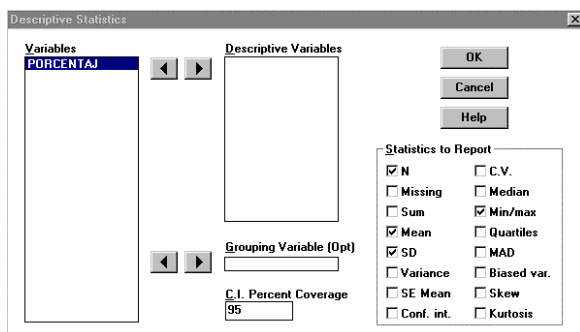 Descriptive Statistics
Variables
PORCENTAJ
Descriptive Variables
Grouping Variable (Opt)
C.I. Percent Coverage
95
OK
Cancel
Help
Statistics to Report
N
C.V.
Missing
Median
Sum
Min/max
Mean
Quartiles
SD
MAD
Variance
Biased var.
SE Mean
Skew
Conf. int.
Kurtosis